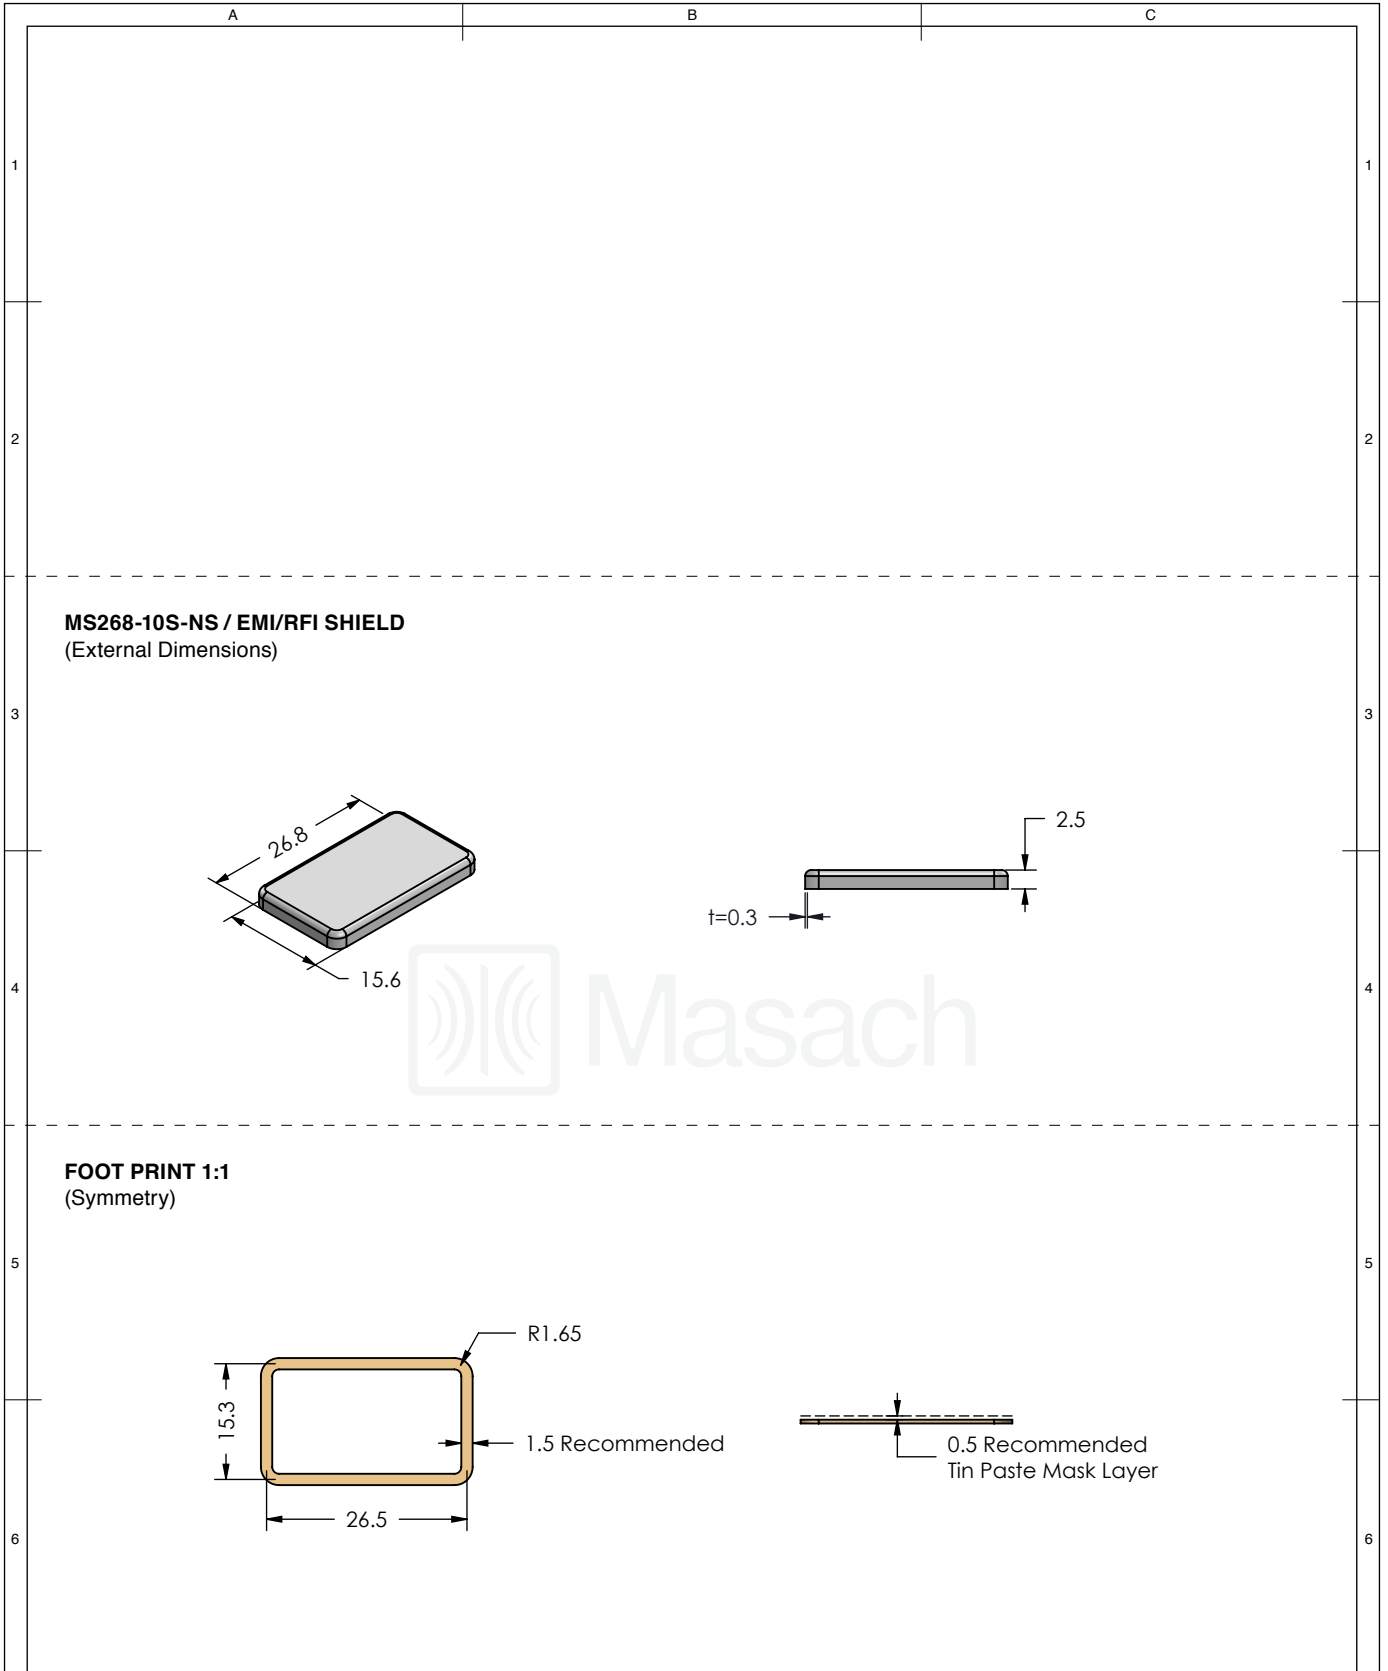 A B C
1 1
2 2
MS268-10S-NS / EMI/RFI SHIELD
(External Dimensions)
3 3
26.8
2.5
t=0.3
15.6
Masach
4 4
FOOT PRINT 1:1
(Symmetry)
5 5
R1.65
15.3
1.5 Recommended
0.5 Recommended
Tin Paste Mask Layer
26.5
6 6